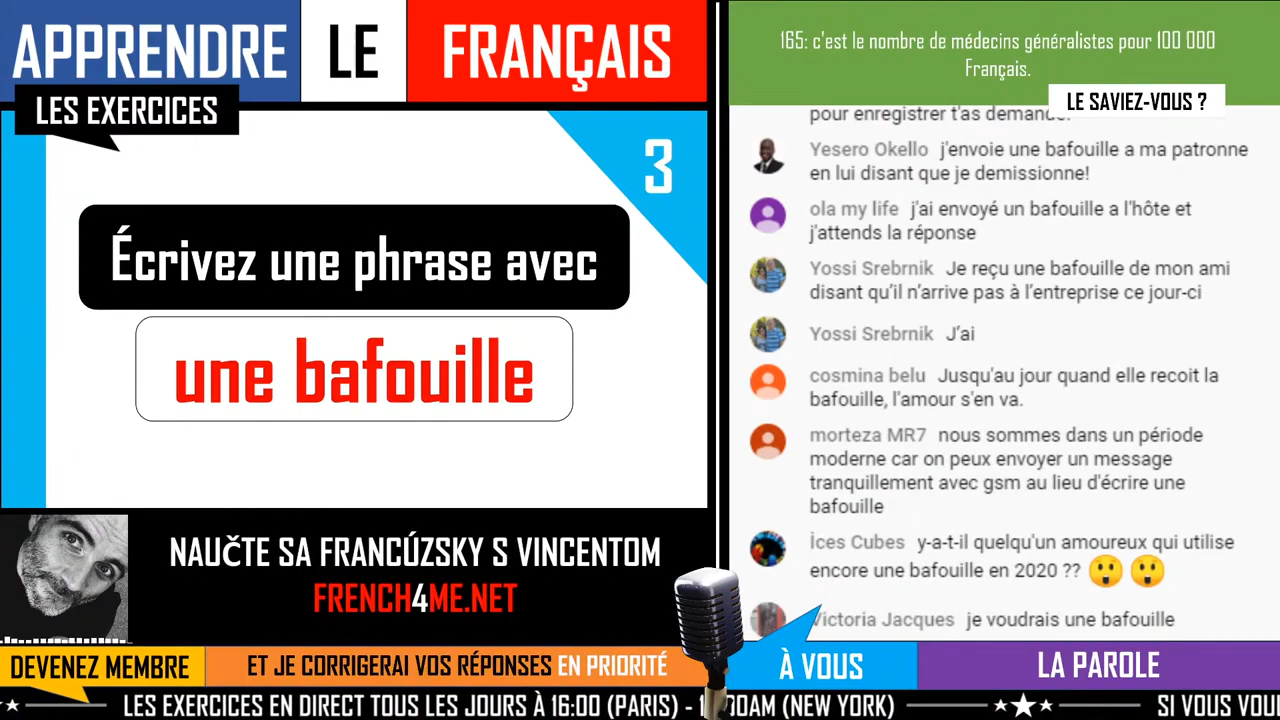 APPRENDRE LE FRANÇAIS
LES EXERCICES
3
Écrivez une phrase avec
une bafouille
NAUČTE SA FRANCÚZSKY S VINCENTOM
FRENCH4ME.NET
DEVENEZ MEMBRE
ET JE CORRIGERAI VOS RÉPONSES EN PRIORITÉ
165: c'est le nombre de médecins généralistes pour 100 000
Français.
LE SAVIEZ-VOUS ?
pour enregistrer t'as demande.
Yesero Okello j'envoie une bafouille a ma patronne
en lui disant que je demissionne!
ola my life j'ai envoyé un bafouille a l'hôte et
j'attends la réponse
Yossi Srebrnik Je reçu une bafouille de mon ami
disant qu’il n’arrive pas à l’entreprise ce jour-ci
Yossi Srebrnik J’ai
cosmina belu Jusqu'au jour quand elle recoit la
bafouille, l'amour s'en va.
morteza MR7 nous sommes dans un période
moderne car on peux envoyer un message
tranquillement avec gsm au lieu d'écrire une
bafouille
İces Cubes y-a-t-il quelqu'un amoureux qui utilise
encore une bafouille en 2020 ?? 😲 😲
Victoria Jacques je voudrais une bafouille
À VOUS
LA PAROLE
LES EXERCICES EN DIRECT TOUS LES JOURS À 16:00 (PARIS) - 00AM (NEW YORK)
SI VOUS